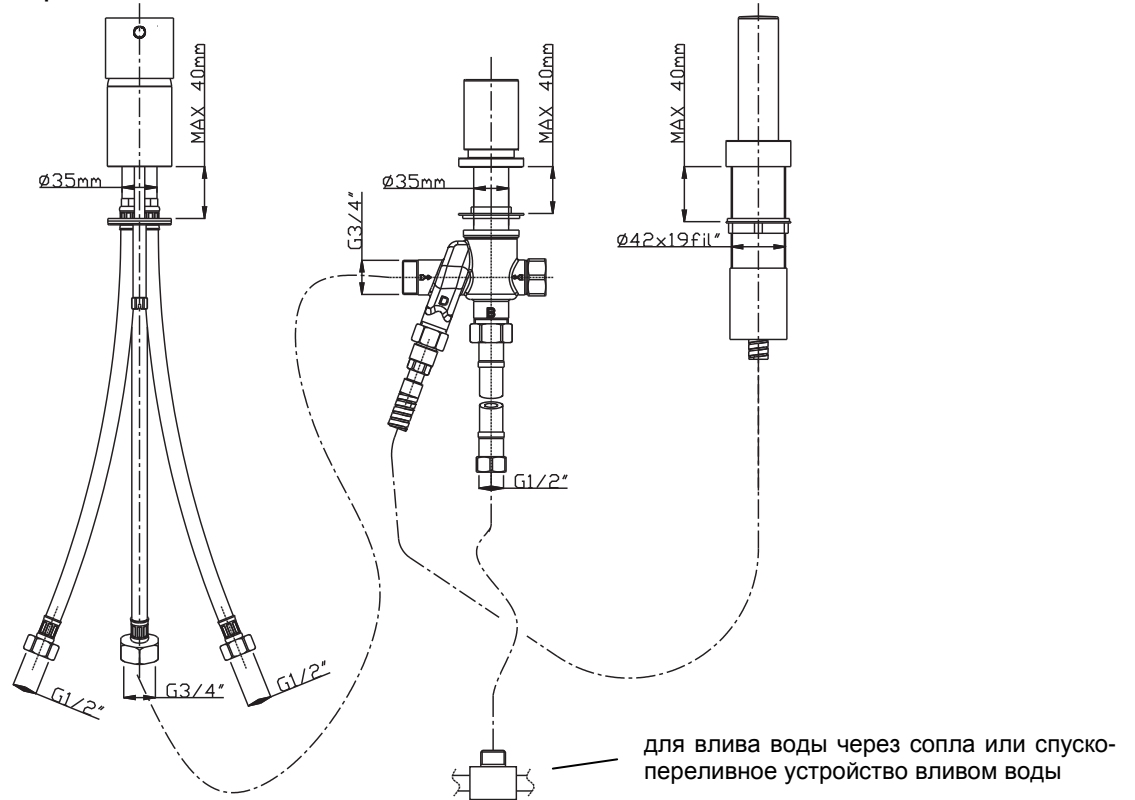 MAX 40mm
MAX 40mm
MAX 40mm
ø35mm
ø35mm
G3/4"
ø42x19fil"
D
B
G1/2"
G1/2"
G3/4"
G1/2"
для влива воды через сопла или спуско-
переливное устройство вливом воды